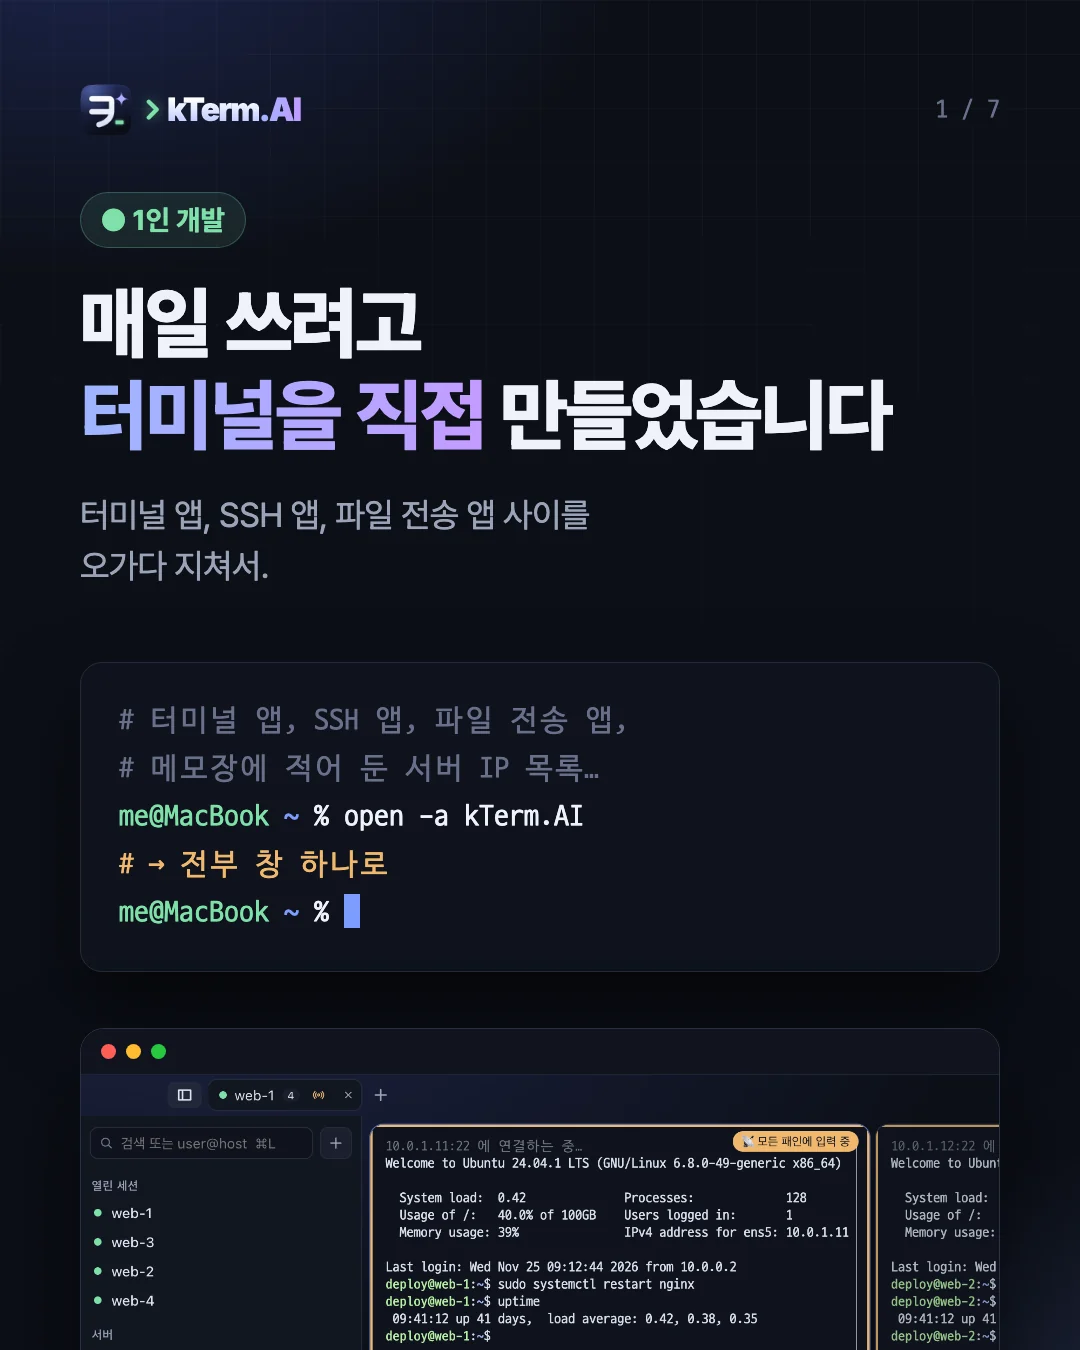 kTerm.AI
1 / 7
1인 개발
매일 쓰려고
터미널을 직접 만들었습니다
터미널 앱, SSH 앱, 파일 전송 앱 사이를
오가다 지쳐서.
# 터미널 앱, SSH 앱, 파일 전송 앱,
# 메모장에 적어 둔 서버 IP 목록…
me@MacBook ~ % open -a kTerm.AI
# → 전부 창 하나로
me@MacBook ~ %
web-1 4 ×
검색 또는 user@host ⌘L
열린 세션
web-1
web-3
web-2
web-4
서버
10.0.1.11:22 에 연결하는 중…
모든 패인에 입력 중
Welcome to Ubuntu 24.04.1 LTS (GNU/Linux 6.8.0-49-generic x86_64)
System load: 0.42 Processes: 128
Usage of /: 40.0% of 100GB Users logged in: 1
Memory usage: 39% IPv4 address for ens5: 10.0.1.11
Last login: Wed Nov 25 09:12:44 2026 from 10.0.0.2
deploy@web-1:~$ sudo systemctl restart nginx
deploy@web-1:~$ uptime
09:41:12 up 41 days, load average: 0.42, 0.38, 0.35
deploy@web-1:~$
10.0.1.12:22 에
Welcome to Ubunt
System load:
Usage of /:
Memory usage:
Last login: Wed
deploy@web-2:~$
deploy@web-2:~$
09:41:12 up 41
deploy@web-2:~$